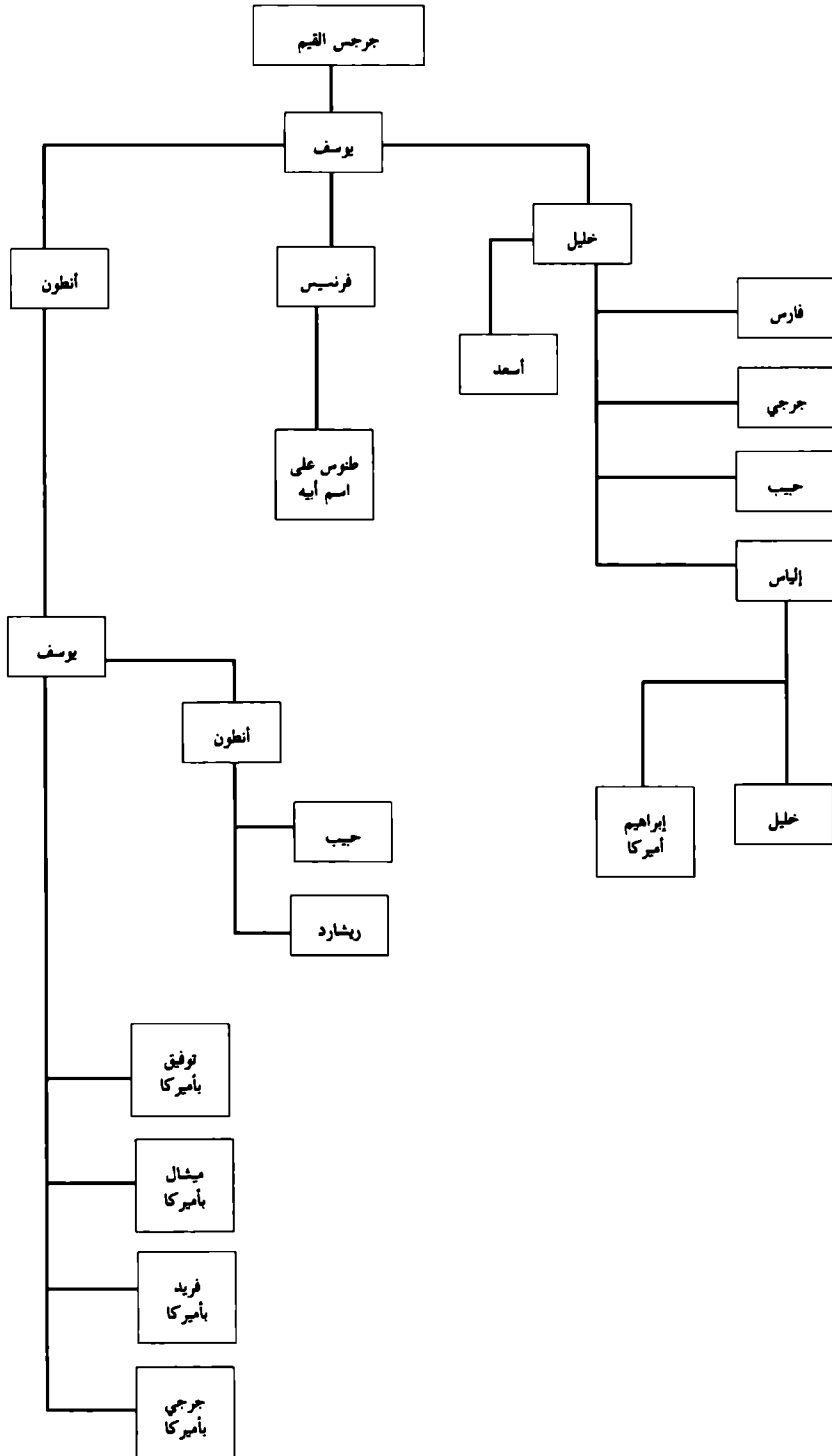 جرجس القيم
يوسف
خليل
فرنسيس
أنطون
فارس
أسعد
جرجي
طنوس على
اسم أبيه
حبيب
إلياس
يوسف
أنطون
إبراهيم
أميركا
خليل
حبيب
ريشارد
توفيق
بأميركا
ميشال
بأميركا
فريد
بأميركا
جرجي
بأميركا